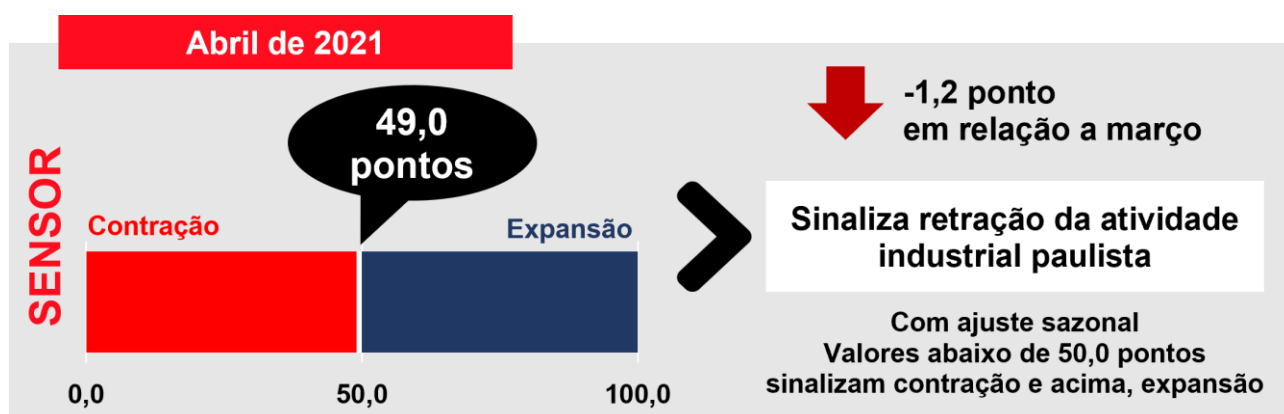 Abril de 2021
SENSOR
49,0
pontos
Contração
Expansão
0,0
50,0
100,0
-1,2 ponto
em relação a março
Sinaliza retração da atividade
industrial paulista
Com ajuste sazonal
Valores abaixo de 50,0 pontos
sinalizam contração e acima, expansão